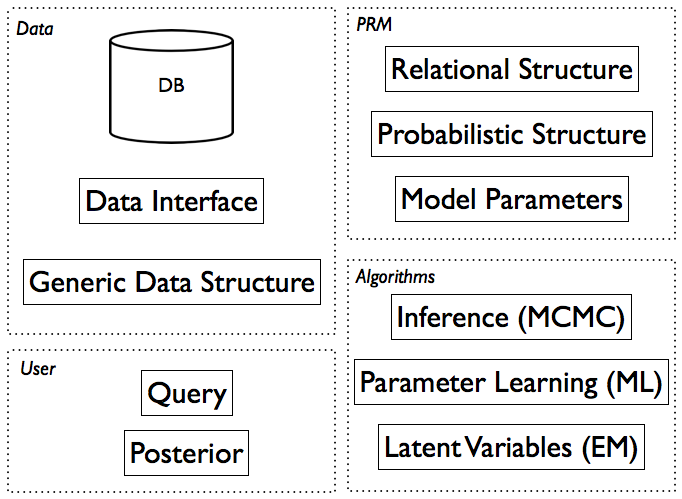 Data
DB
Data Interface
Generic Data Structure
User
Query
Posterior
PRM
Relational Structure
Probabilistic Structure
Model Parameters
Algorithms
Inference (MCMC)
Parameter Learning (ML)
Latent Variables (EM)